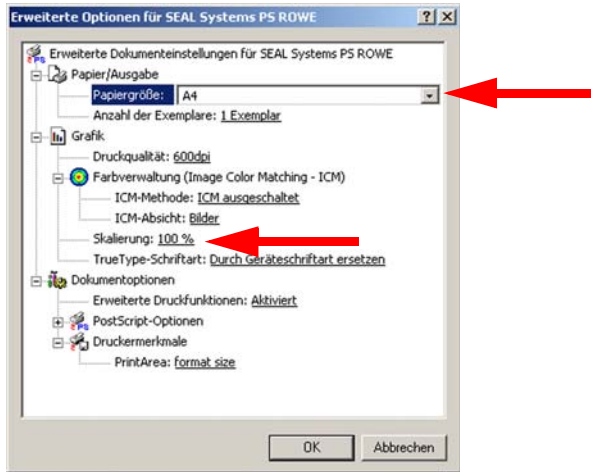 Erweiterte Optionen für SEAL Systems PS ROWE
Erweiterte Dokumenteinstellungen für SEAL Systems PS ROWE
Papier/Ausgabe
Papiergröße: A4
Anzahl der Exemplare: 1 Exemplar
Grafik
Druckqualität: 600dpi
Farbverwaltung (Image Color Matching - ICM)
ICM-Methode: ICM ausgeschaltet
ICM-Absicht: Bilder
Skalierung: 100 %
TrueType-Schriftart: Durch Geräteschriftart ersetzen
Dokumentoptionen
Erweiterte Druckfunktionen: Aktiviert
PostScript-Optionen
Druckermerkmale
PrintArea: format size
OK Abbrechen